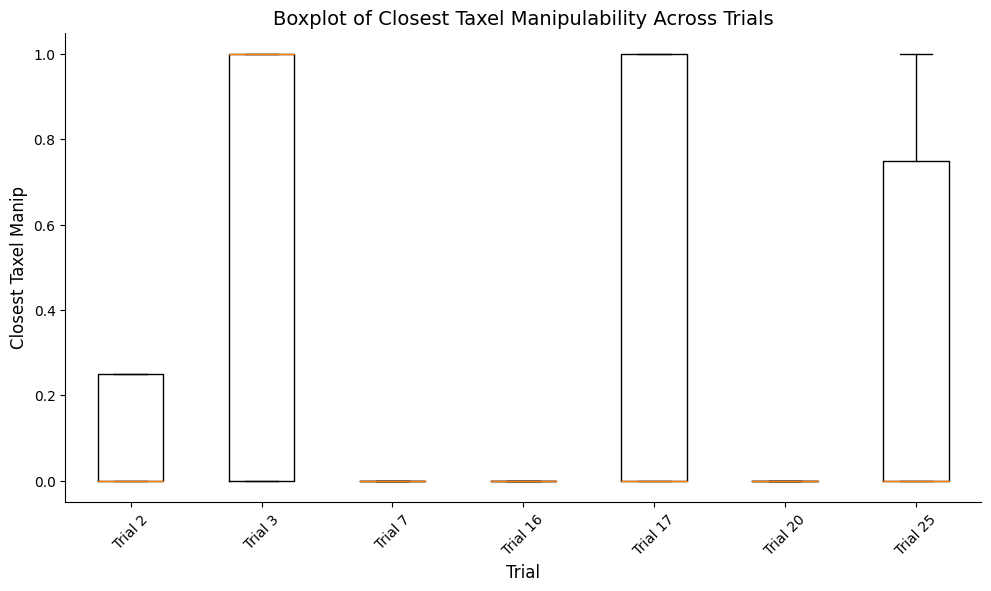 Boxplot of Closest Taxel Manipulability Across Trials
Closest Taxel Manip
1.0
0.8
0.6
0.4
0.2
0.0
Trial 2
Trial 3
Trial 7
Trial 16
Trial 17
Trial 20
Trial 25
Trial